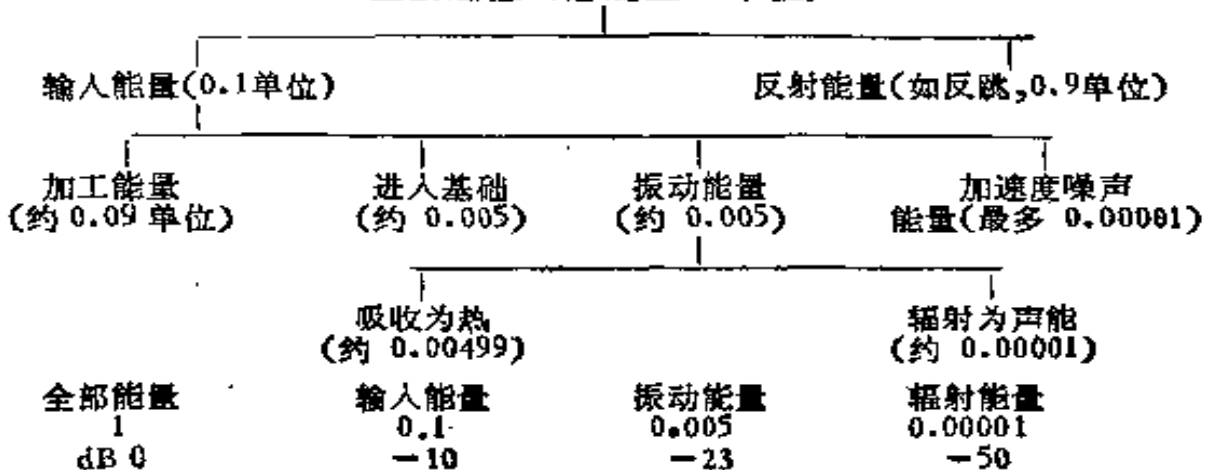 输入能量(0.1单位) 反射能量(如反跳,0.9单位)
加工能量 进入基础 振动能量 加速度噪声
(约 0.09 单位) (约 0.005) (约 0.005) 能量(最多 0.00001)
吸收为热 辐射为声能
(约 0.00499) (约 0.00001)
全部能量 输入能量 振动能量 辐射能量
1 0.1 0.005 0.00001
dB 0 -10 -23 -50